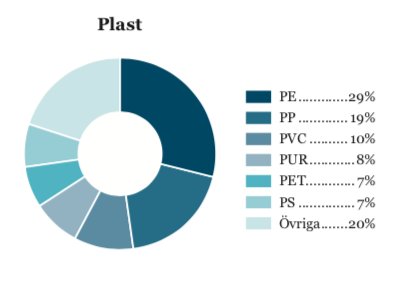 Plast
PE.............29%
PP.............19%
PVC ..........10%
PUR............8%
PET.............7%
PS ..............7%
Övriga.......20%